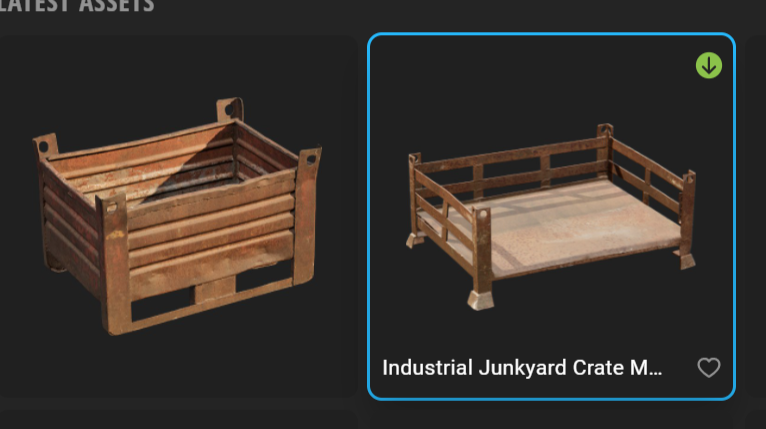 LATEST ASSETS
Industrial Junkyard Crate M...